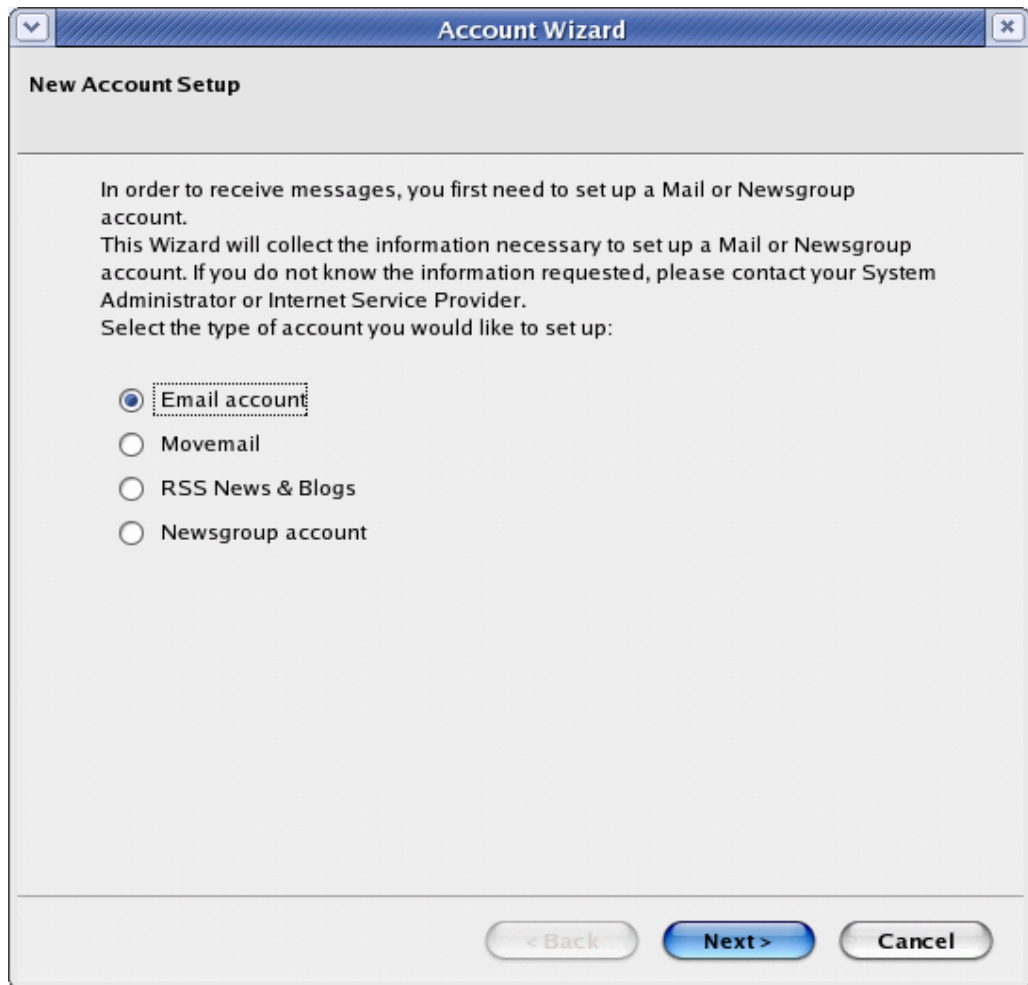 Account Wizard
New Account Setup
In order to receive messages, you first need to set up a Mail or Newsgroup
account.
This Wizard will collect the information necessary to set up a Mail or Newsgroup
account. If you do not know the information requested, please contact your System
Administrator or Internet Service Provider.
Select the type of account you would like to set up:
Email account
Movemail
RSS News & Blogs
Newsgroup account
< Back Next > Cancel